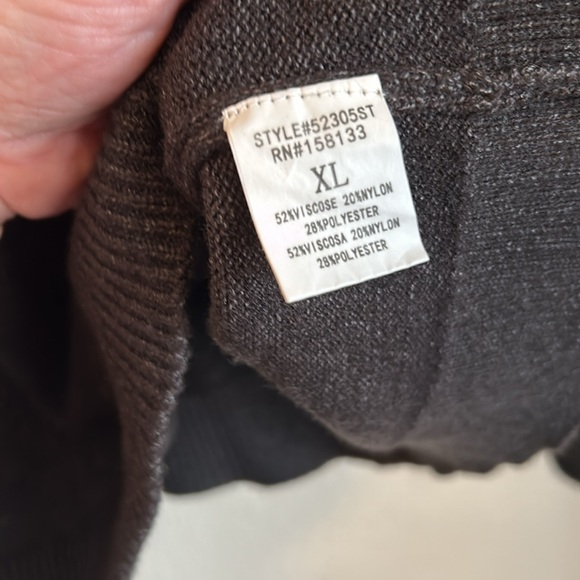 STYLE#52305ST
RN#158133
XL
52%VISCOSE 20%NYLON
28%POLYESTER
52%VISCOSA 20%NYLON
28%POLYESTER